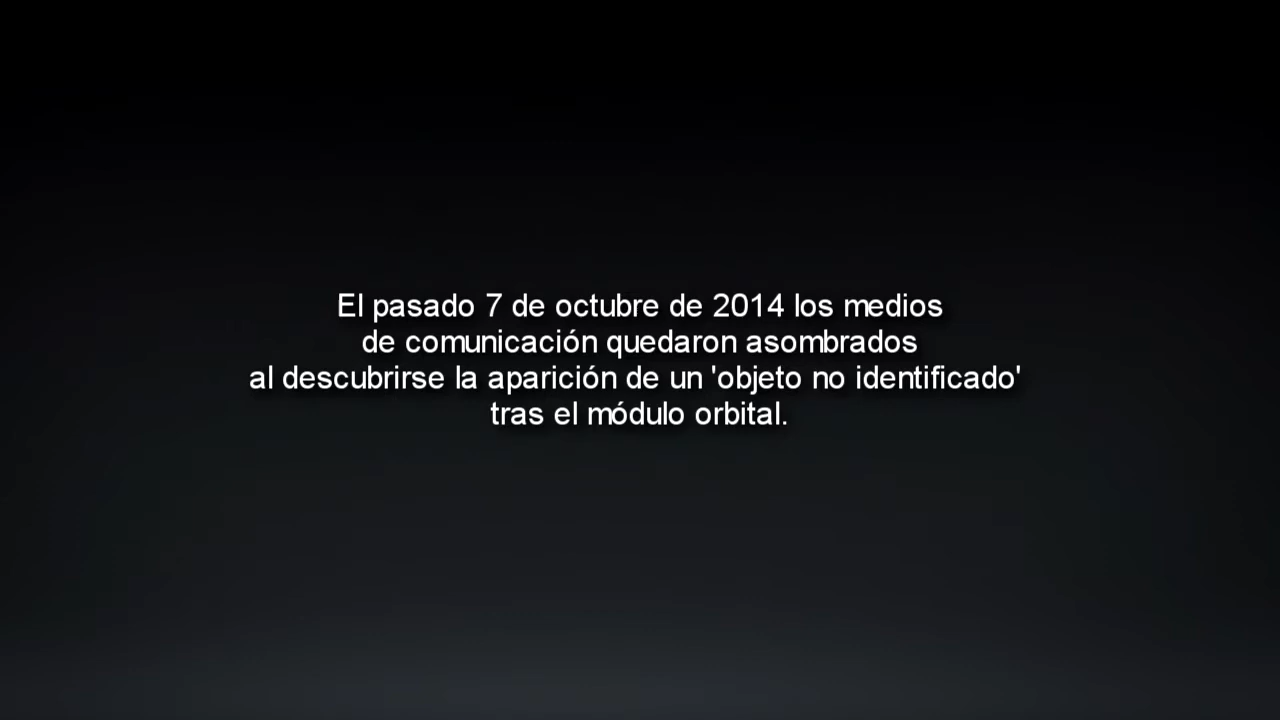 El pasado 7 de octubre de 2014 los medios
de comunicación quedaron asombrados
al descubrirse la aparición de un 'objeto no identificado'
tras el módulo orbital.